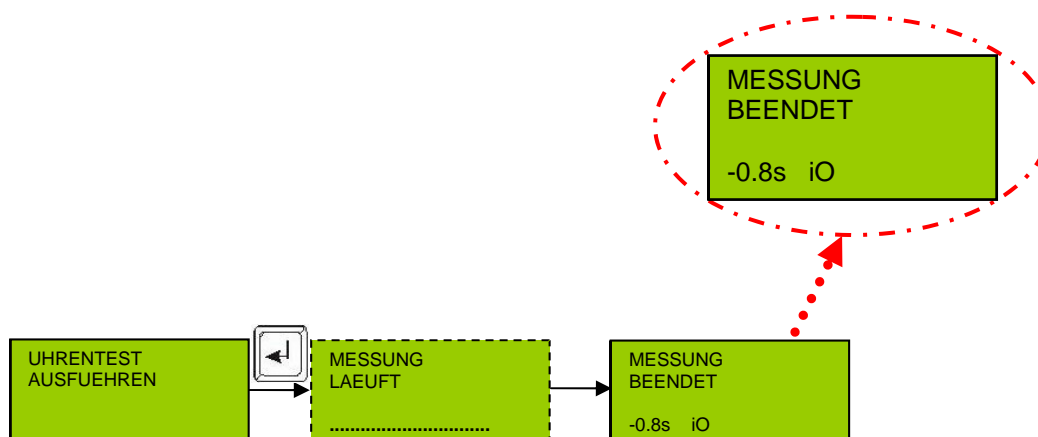 MESSUNG
BEENDET
-0.8s iO
UHRENTEST
AUSFUEHREN
MESSUNG
LAEUFT
...............................
MESSUNG
BEENDET
-0.8s iO